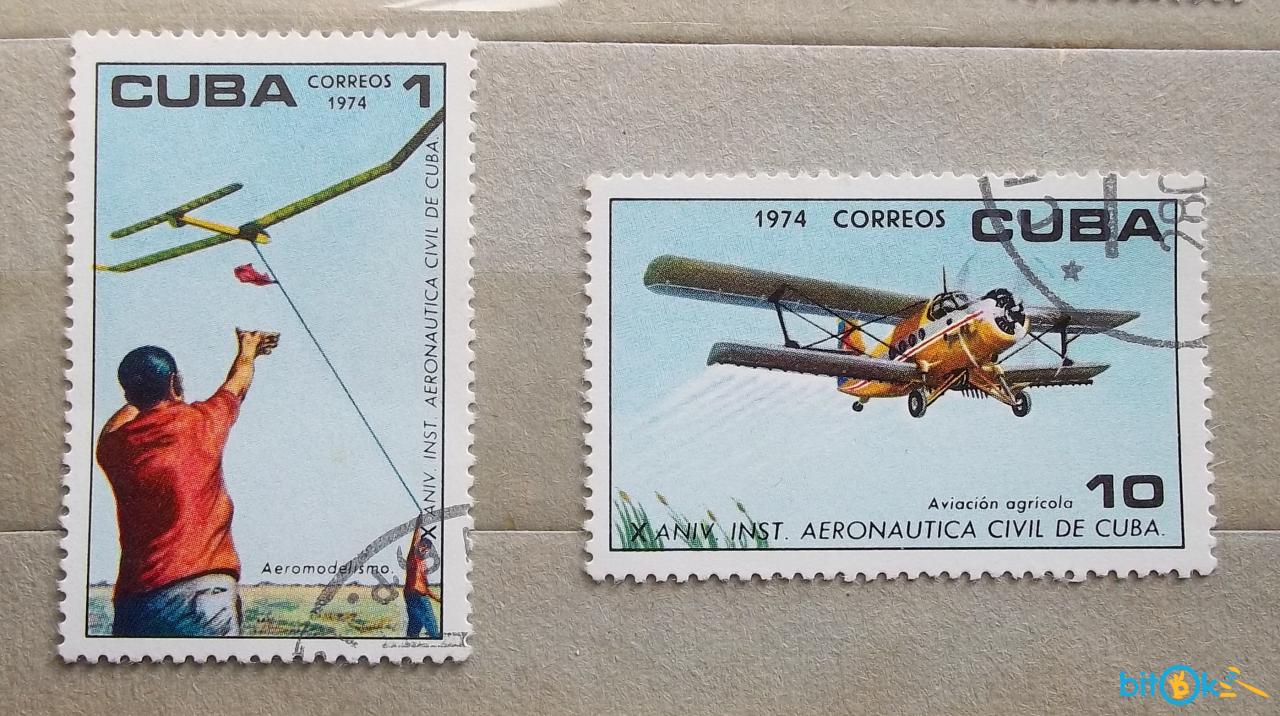 CUBA CORREOS 1
1974
X ANIV. INST. AERONAUTICA CIVIL DE CUBA.
Aeromodelismo.
1974 CORREOS CUBA
Aviación agrícola 10
X ANIV. INST. AERONAUTICA CIVIL DE CUBA.
bitOk